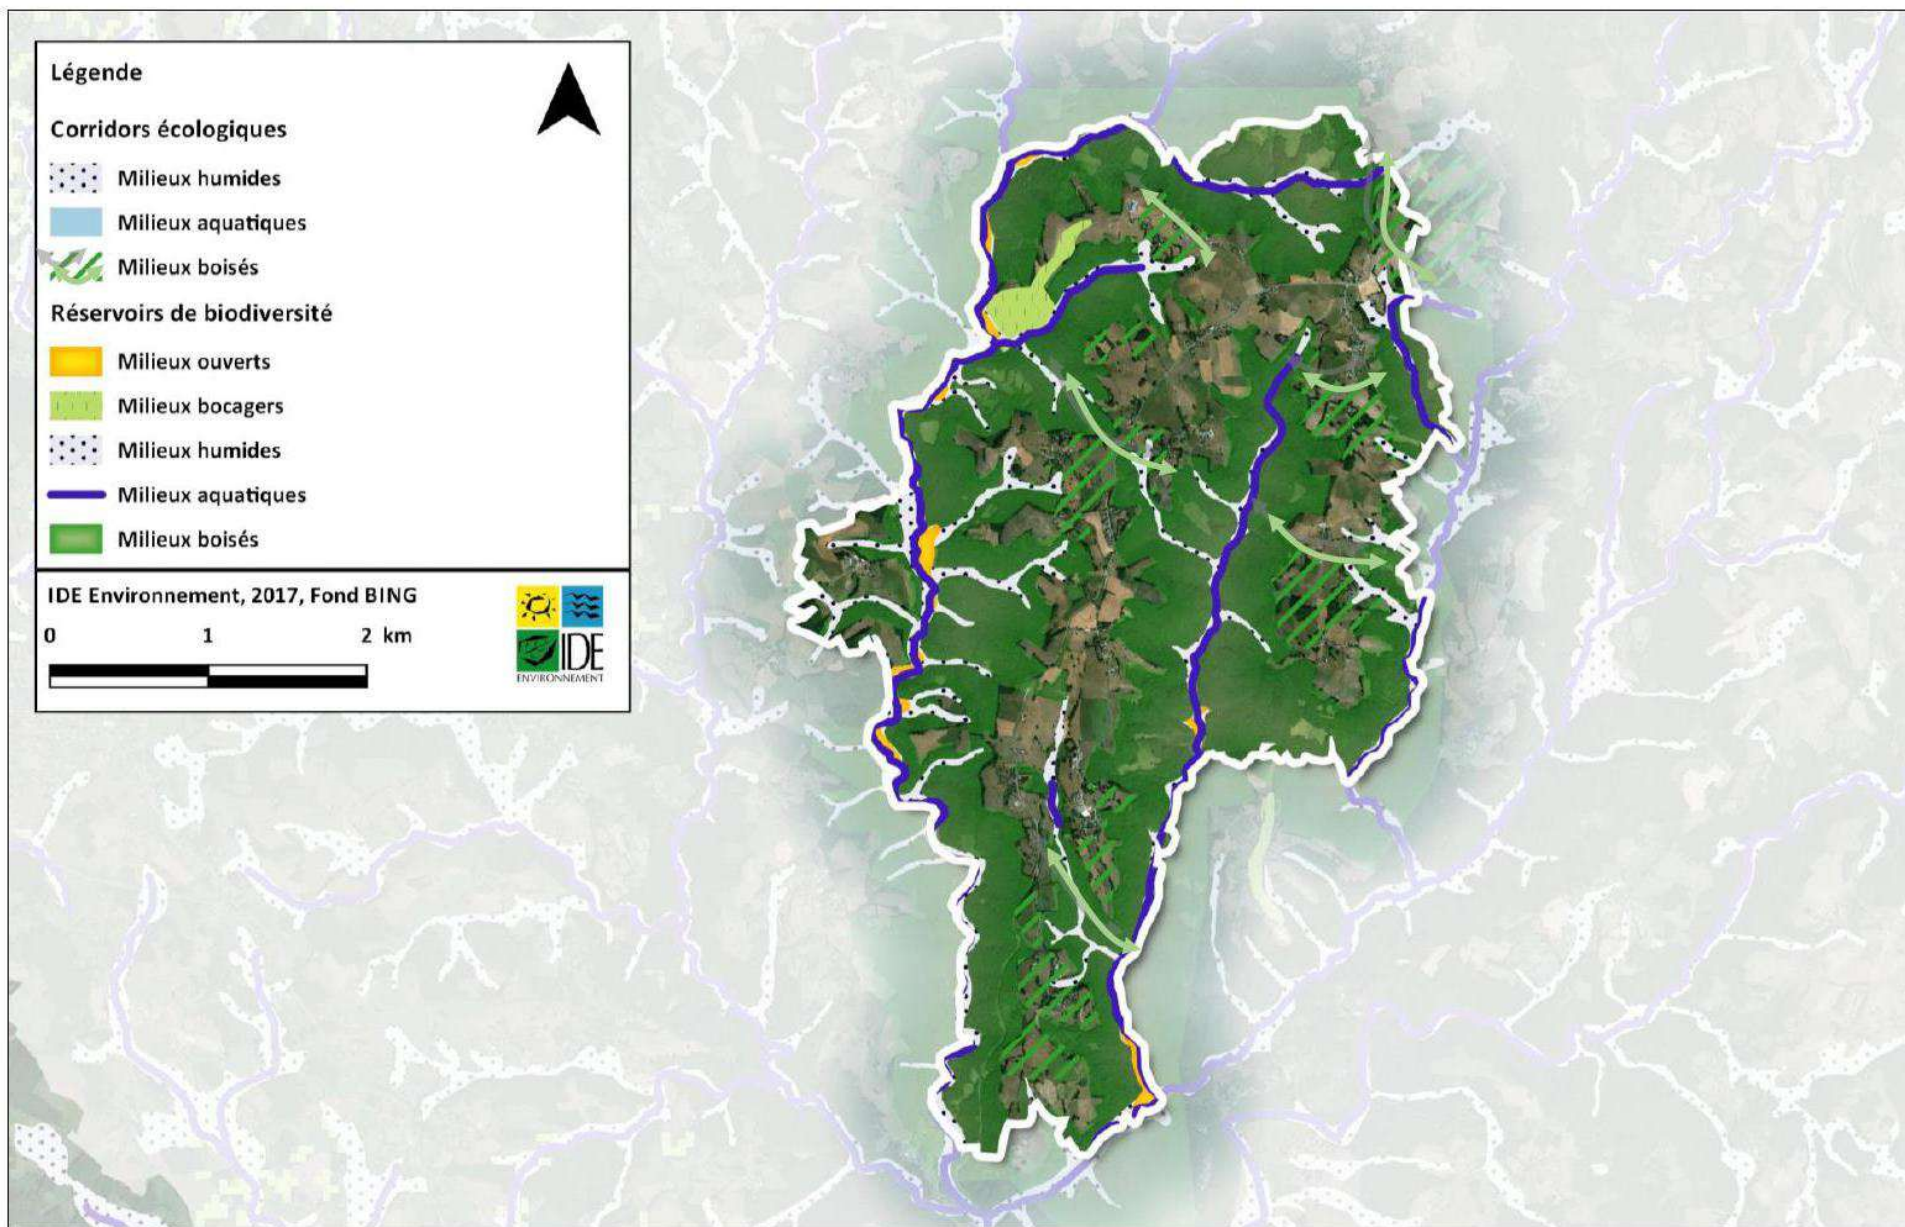 Légende
Corridors écologiques
Milieux humides
Milieux aquatiques
Milieux boisés
Réservoirs de biodiversité
Milieux ouverts
Milieux bocagers
Milieux humides
Milieux aquatiques
Milieux boisés
IDE Environnement, 2017, Fond BING
0 1 2 km
IDE
ENVIRONNEMENT